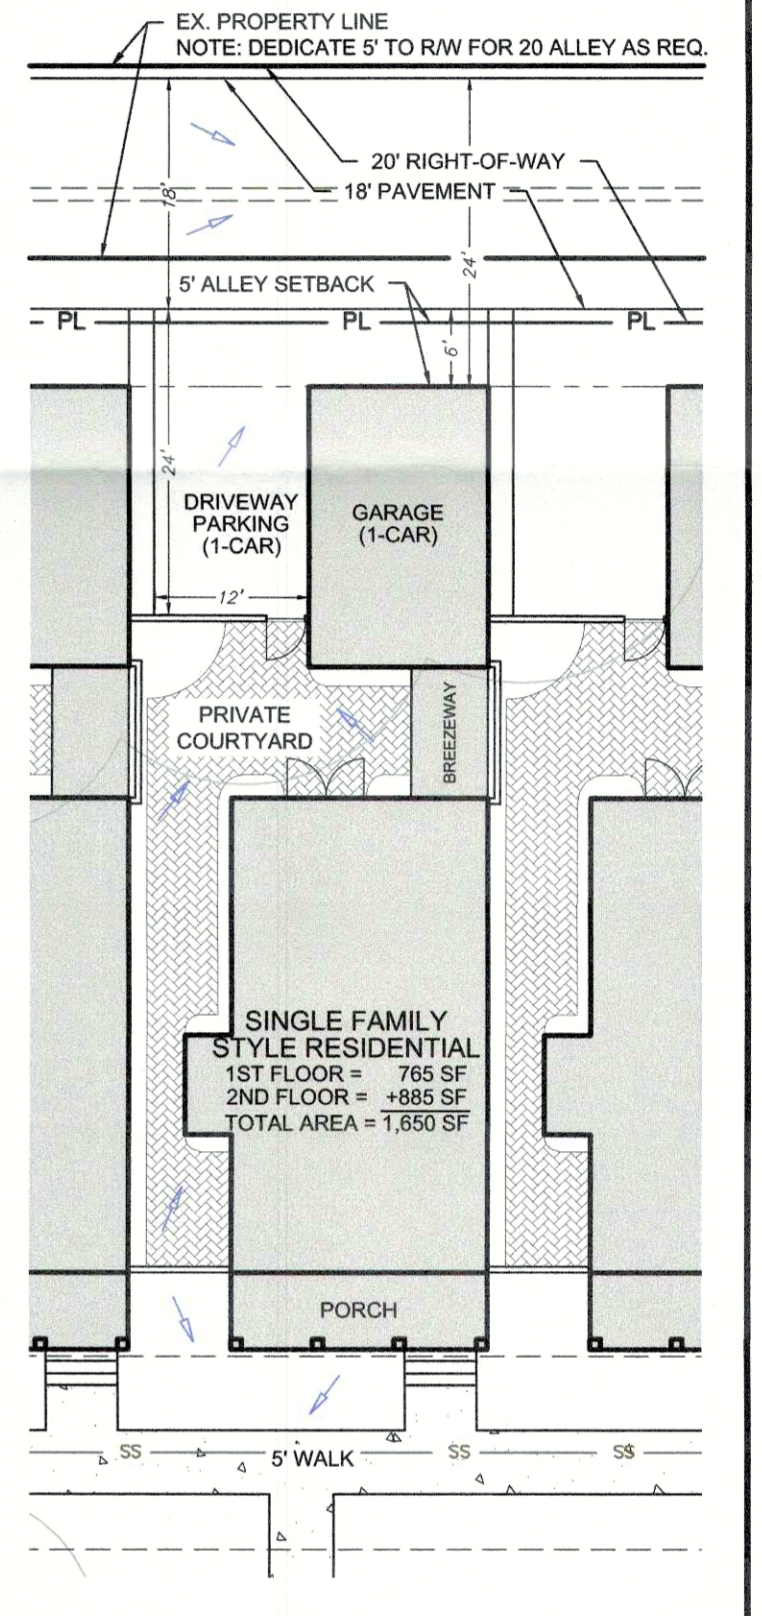 EX. PROPERTY LINE
NOTE: DEDICATE 5' TO R/W FOR 20 ALLEY AS REQ.
20' RIGHT-OF-WAY
18' PAVEMENT
18'
24'
5' ALLEY SETBACK
PL
PL
PL
6'
24'
DRIVEWAY
PARKING
(1-CAR)
GARAGE
(1-CAR)
12'
PRIVATE
COURTYARD
BREEZEWAY
SINGLE FAMILY
STYLE RESIDENTIAL
1ST FLOOR = 765 SF
2ND FLOOR = +885 SF
TOTAL AREA = 1,650 SF
PORCH
SS
5' WALK
SS
SS